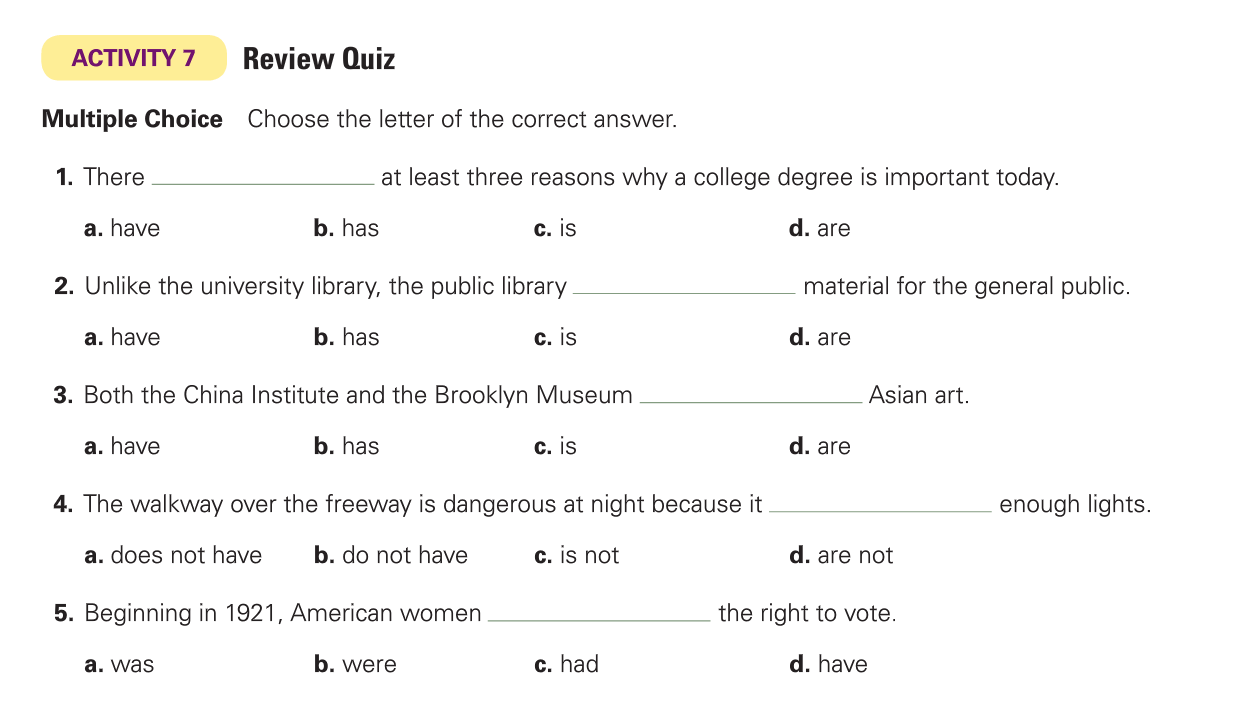 ACTIVITY 7 Review Quiz
Multiple Choice Choose the letter of the correct answer.
1. There ____________ at least three reasons why a college degree is important today.
a. have b. has c. is d. are
2. Unlike the university library, the public library ____________ material for the general public.
a. have b. has c. is d. are
3. Both the China Institute and the Brooklyn Museum ____________ Asian art.
a. have b. has c. is d. are
4. The walkway over the freeway is dangerous at night because it ____________ enough lights.
a. does not have b. do not have c. is not d. are not
5. Beginning in 1921, American women ____________ the right to vote.
a. was b. were c. had d. have